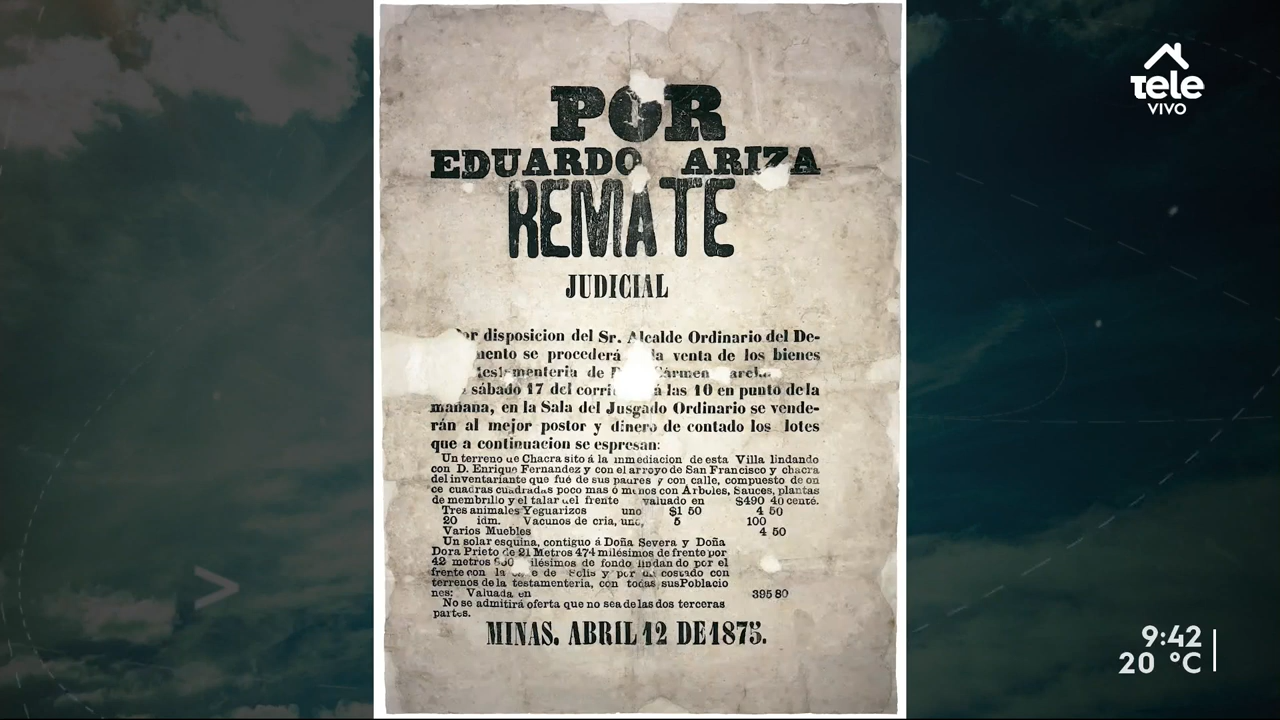 POR
EDUARDO ARIZA
REMATE
JUDICIAL
disposicion del Sr. Alcalde Ordinario del De-
se procederá la venta de los bienes
de
sábado 17 del á las 10 en punto de la
mañana, en la Sala del Jusgado Ordinario se vende-
rán al mejor postor y dinero de contado los lotes
que a continuacion se espresan:
Un terreno de Chacra sito á la inmediacion de esta Villa lindando
con D. Enrique Fernandez y con el arroyo de San Francisco y chacra
del inventariante que fué de sus padres y con calle, compuesto de on
ce cuadras cuadradas poco mas ó menos con Arboles, Sauces, plantas
de membrillo y el talar del frente valuado en $490 40 centé.
Tres animales Yeguarizos uno $1 50 4 50
20 idm. Vacunos de cria, uno, 5 100
Varios Muebles 4 50
Un solar esquina, contiguo á Doña Severa y Doña
Dora Prieto de 21 Metros 474 milésimos de frente por
42 metros de fondo lindando por el
frente con la de Solis y por un costado con
terrenos de la testamentería, con todas sus Poblacio
nes: Valuada en 395 80
No se admitirá oferta que no sea de las dos terceras
partes.
MINAS. ABRIL 12 DE 1875.
tele
VIVO
9:42
20 °C